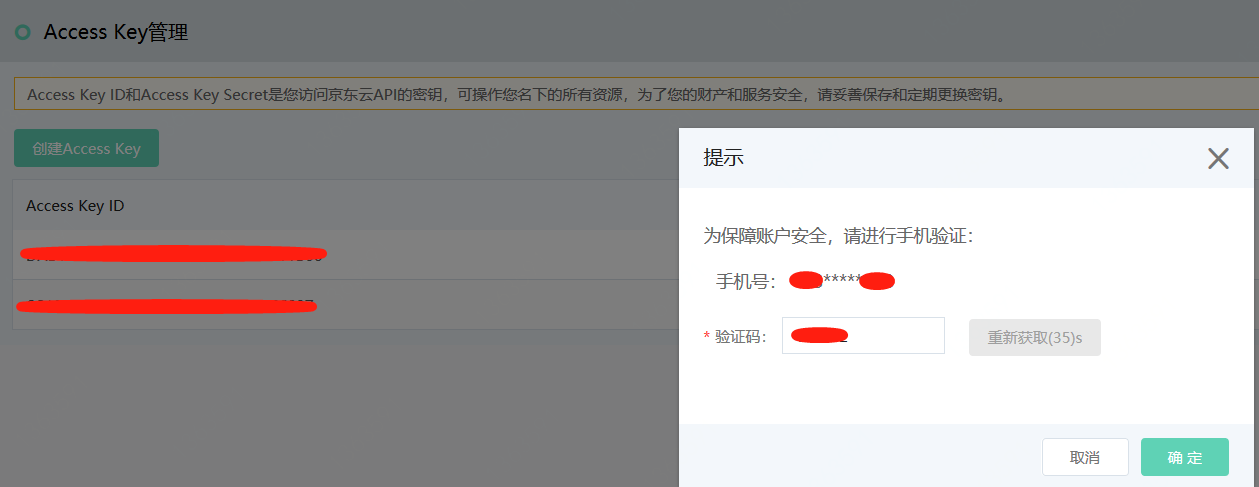 Access Key管理
Access Key ID和Access Key Secret是您访问京东云API的密钥，可操作您名下的所有资源，为了您的财产和服务安全，请妥善保存和定期更换密钥。
创建Access Key
Access Key ID
提示
为保障账户安全，请进行手机验证：
手机号： *****
* 验证码：
重新获取(35)s
取消
确 定